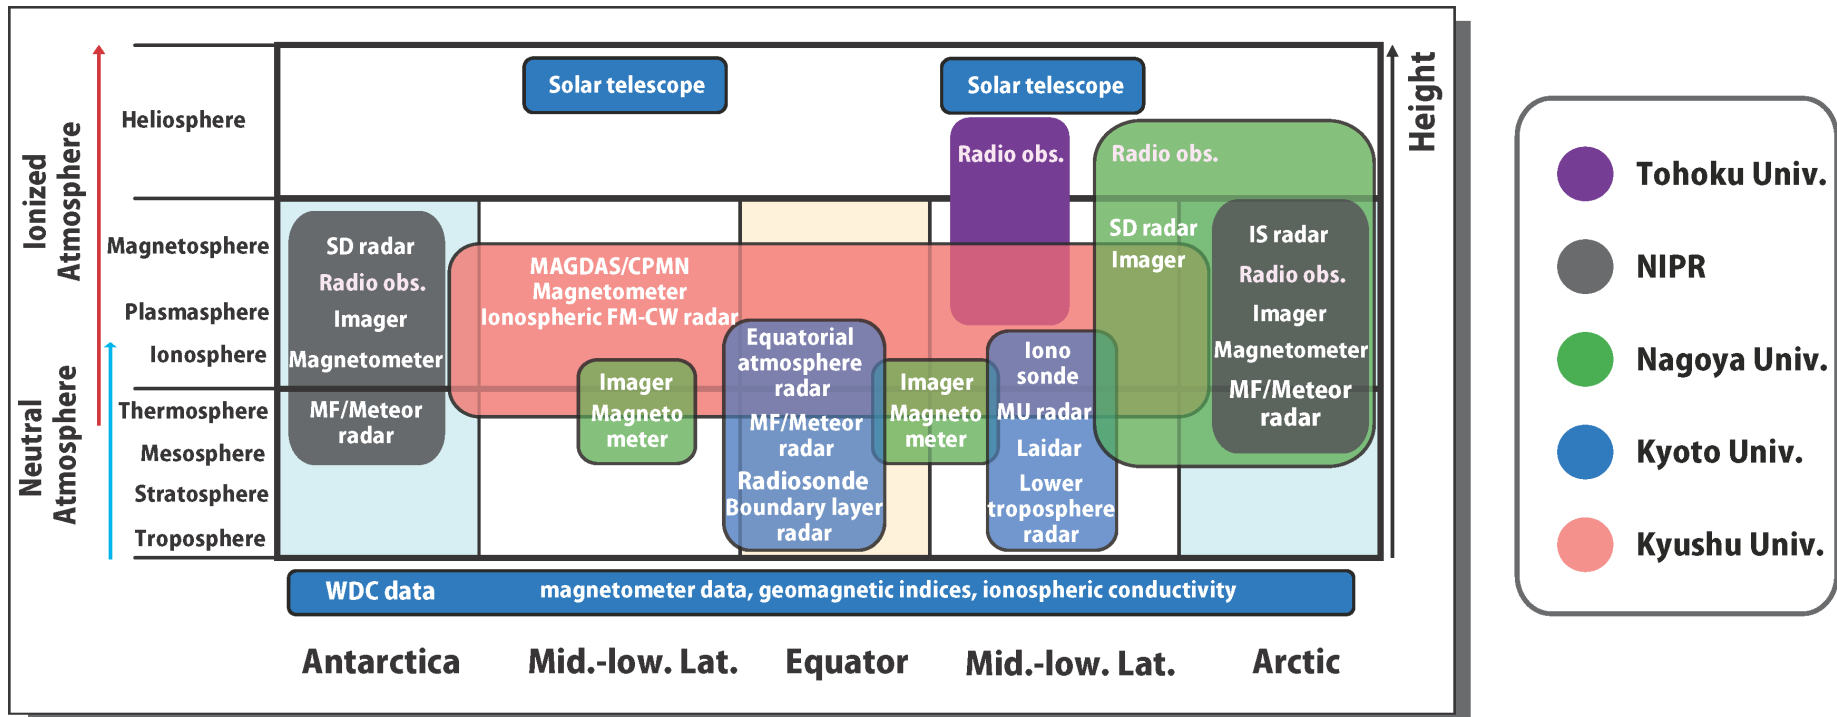 Ionized
Atmosphere
Neutral
Atmosphere
Heliosphere
Magnetosphere
Plasmasphere
Ionosphere
Thermosphere
Mesosphere
Stratosphere
Troposphere
Solar telescope
Solar telescope
Height
SD radar
Radio obs.
Imager
Magnetometer
MF/Meteor
radar
MAGDAS/CPMN
Magnetometer
Ionospheric FM-CW radar
Imager
Magneto
meter
Equatorial
atmosphere
radar
MF/Meteor
radar
Radiosonde
Boundary layer
radar
Imager
Magneto
meter
Radio obs.
Iono
sonde
MU radar
Laidar
Lower
troposphere
radar
Radio obs.
SD radar
Imager
IS radar
Radio obs.
Imager
Magnetometer
MF/Meteor
radar
WDC data
magnetometer data, geomagnetic indices, ionospheric conductivity
Antarctica
Mid.-low. Lat.
Equator
Mid.-low. Lat.
Arctic
Tohoku Univ.
NIPR
Nagoya Univ.
Kyoto Univ.
Kyushu Univ.